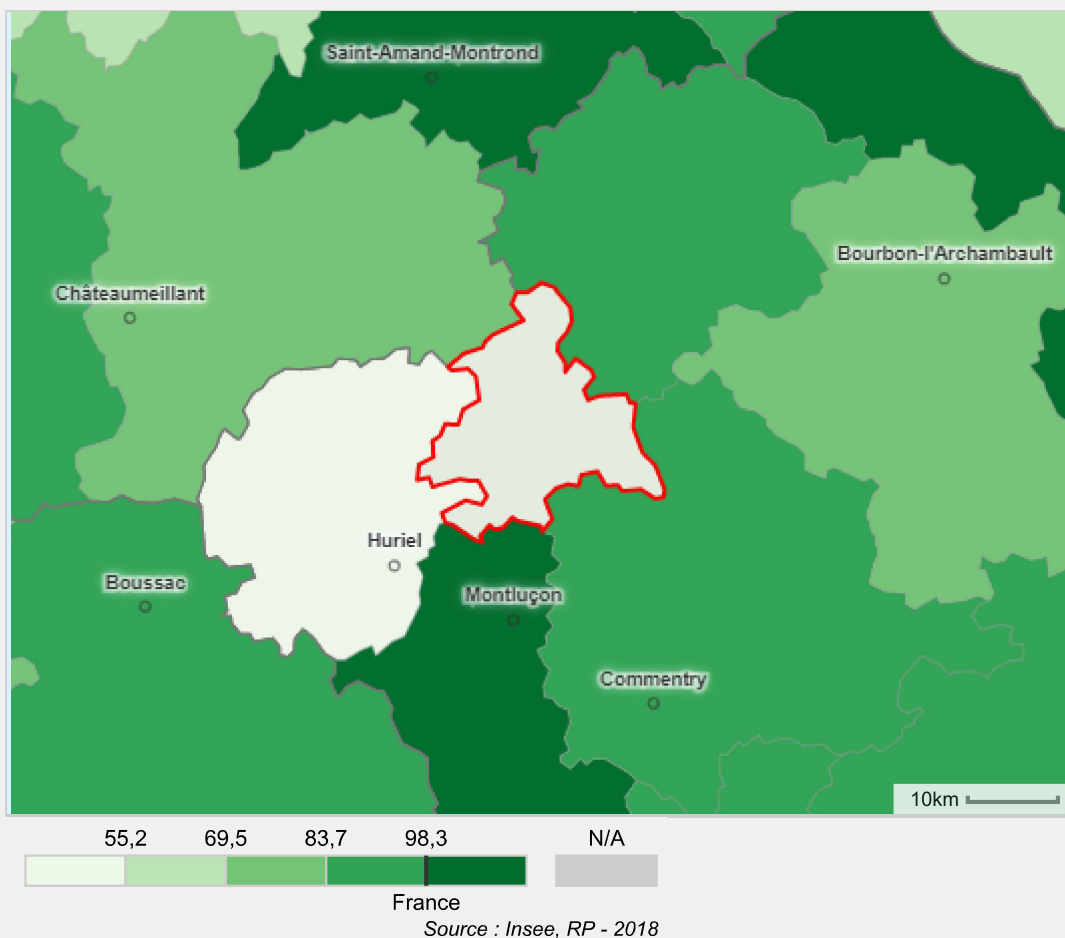 Saint-Amand-Montrond
Bourbon-l'Archambault
Châteaumeillant
Huriel
Boussac
Montluçon
Commentry
10km
55,2 69,5 83,7 98,3 N/A
France
Source : Insee, RP - 2018